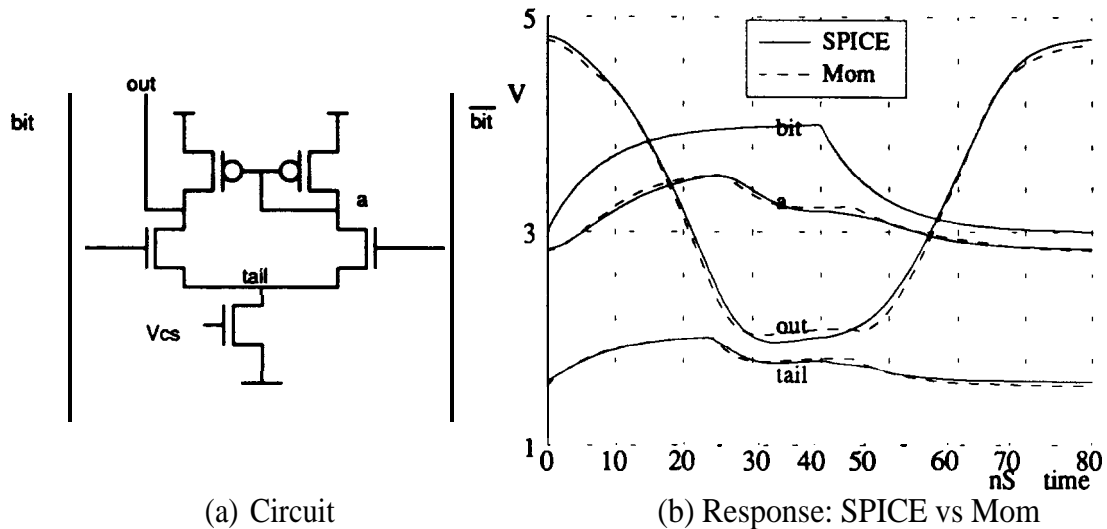 out
bit
bit
a
tail
Vcs
(a) Circuit
5
SPICE
Mom
V
bit
3
a
out
tail
1
0 10 20 30 40 50 60 70 80
nS time
(b) Response: SPICE vs Mom